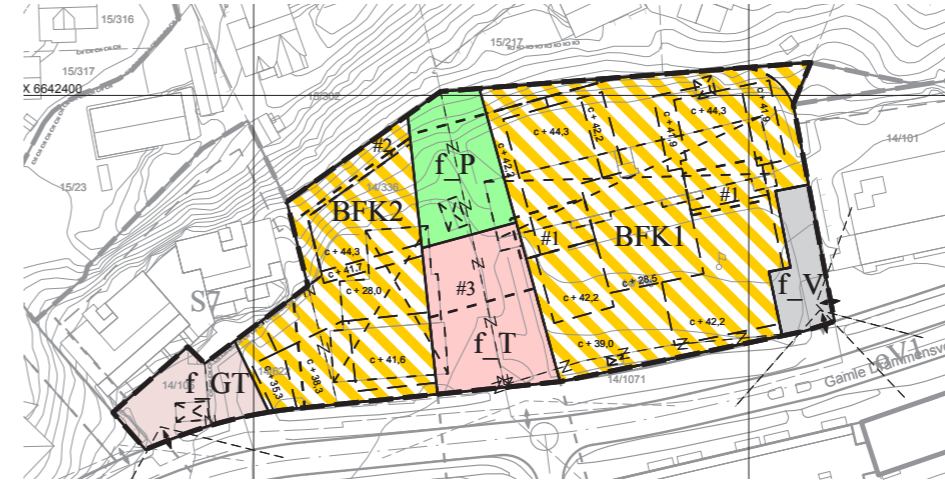 15/316
15/217
15/317
X 6642400
15/302
c + 44,3
c + 42,2
c + 44,3
c + 41,9
c + 41,9
14/101
#2
f_P
c + 42,3
15/23
14/336
BFK2
#1
#1
BFK1
c + 44,3
c + 41,7
c + 28,0
#3
c + 28,5
f_V
c + 42,2
S7
c + 42,2
f_T
c + 39,0
c + 41,6
f_GT
c + 38,3
c + 35,3
14/1071
Gamle Drammensv